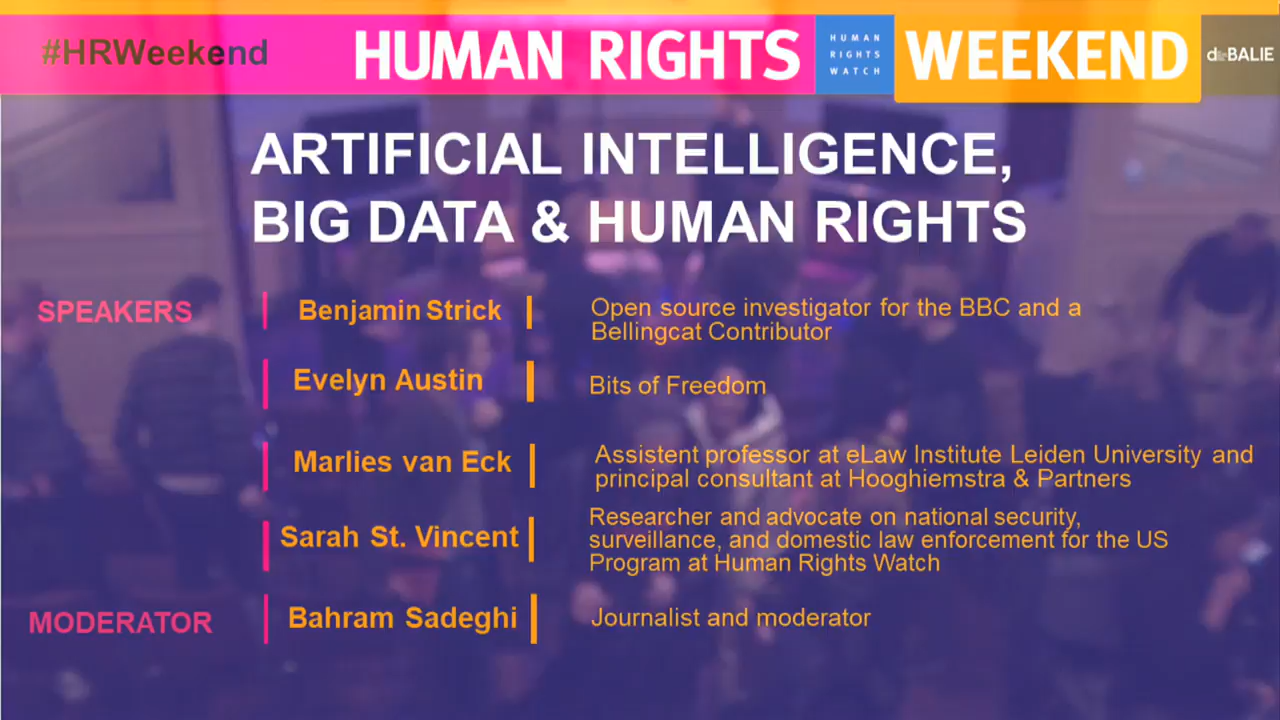 #HRWeekend
HUMAN RIGHTS
HUMAN
RIGHTS
WATCH
WEEKEND
deBALIE
ARTIFICIAL INTELLIGENCE,
BIG DATA & HUMAN RIGHTS
SPEAKERS
Benjamin Strick
Open source investigator for the BBC and a
Bellingcat Contributor
Evelyn Austin
Bits of Freedom
Marlies van Eck
Assistent professor at eLaw Institute Leiden University and
principal consultant at Hooghiemstra & Partners
Sarah St. Vincent
Researcher and advocate on national security,
surveillance, and domestic law enforcement for the US
Program at Human Rights Watch
MODERATOR
Bahram Sadeghi
Journalist and moderator